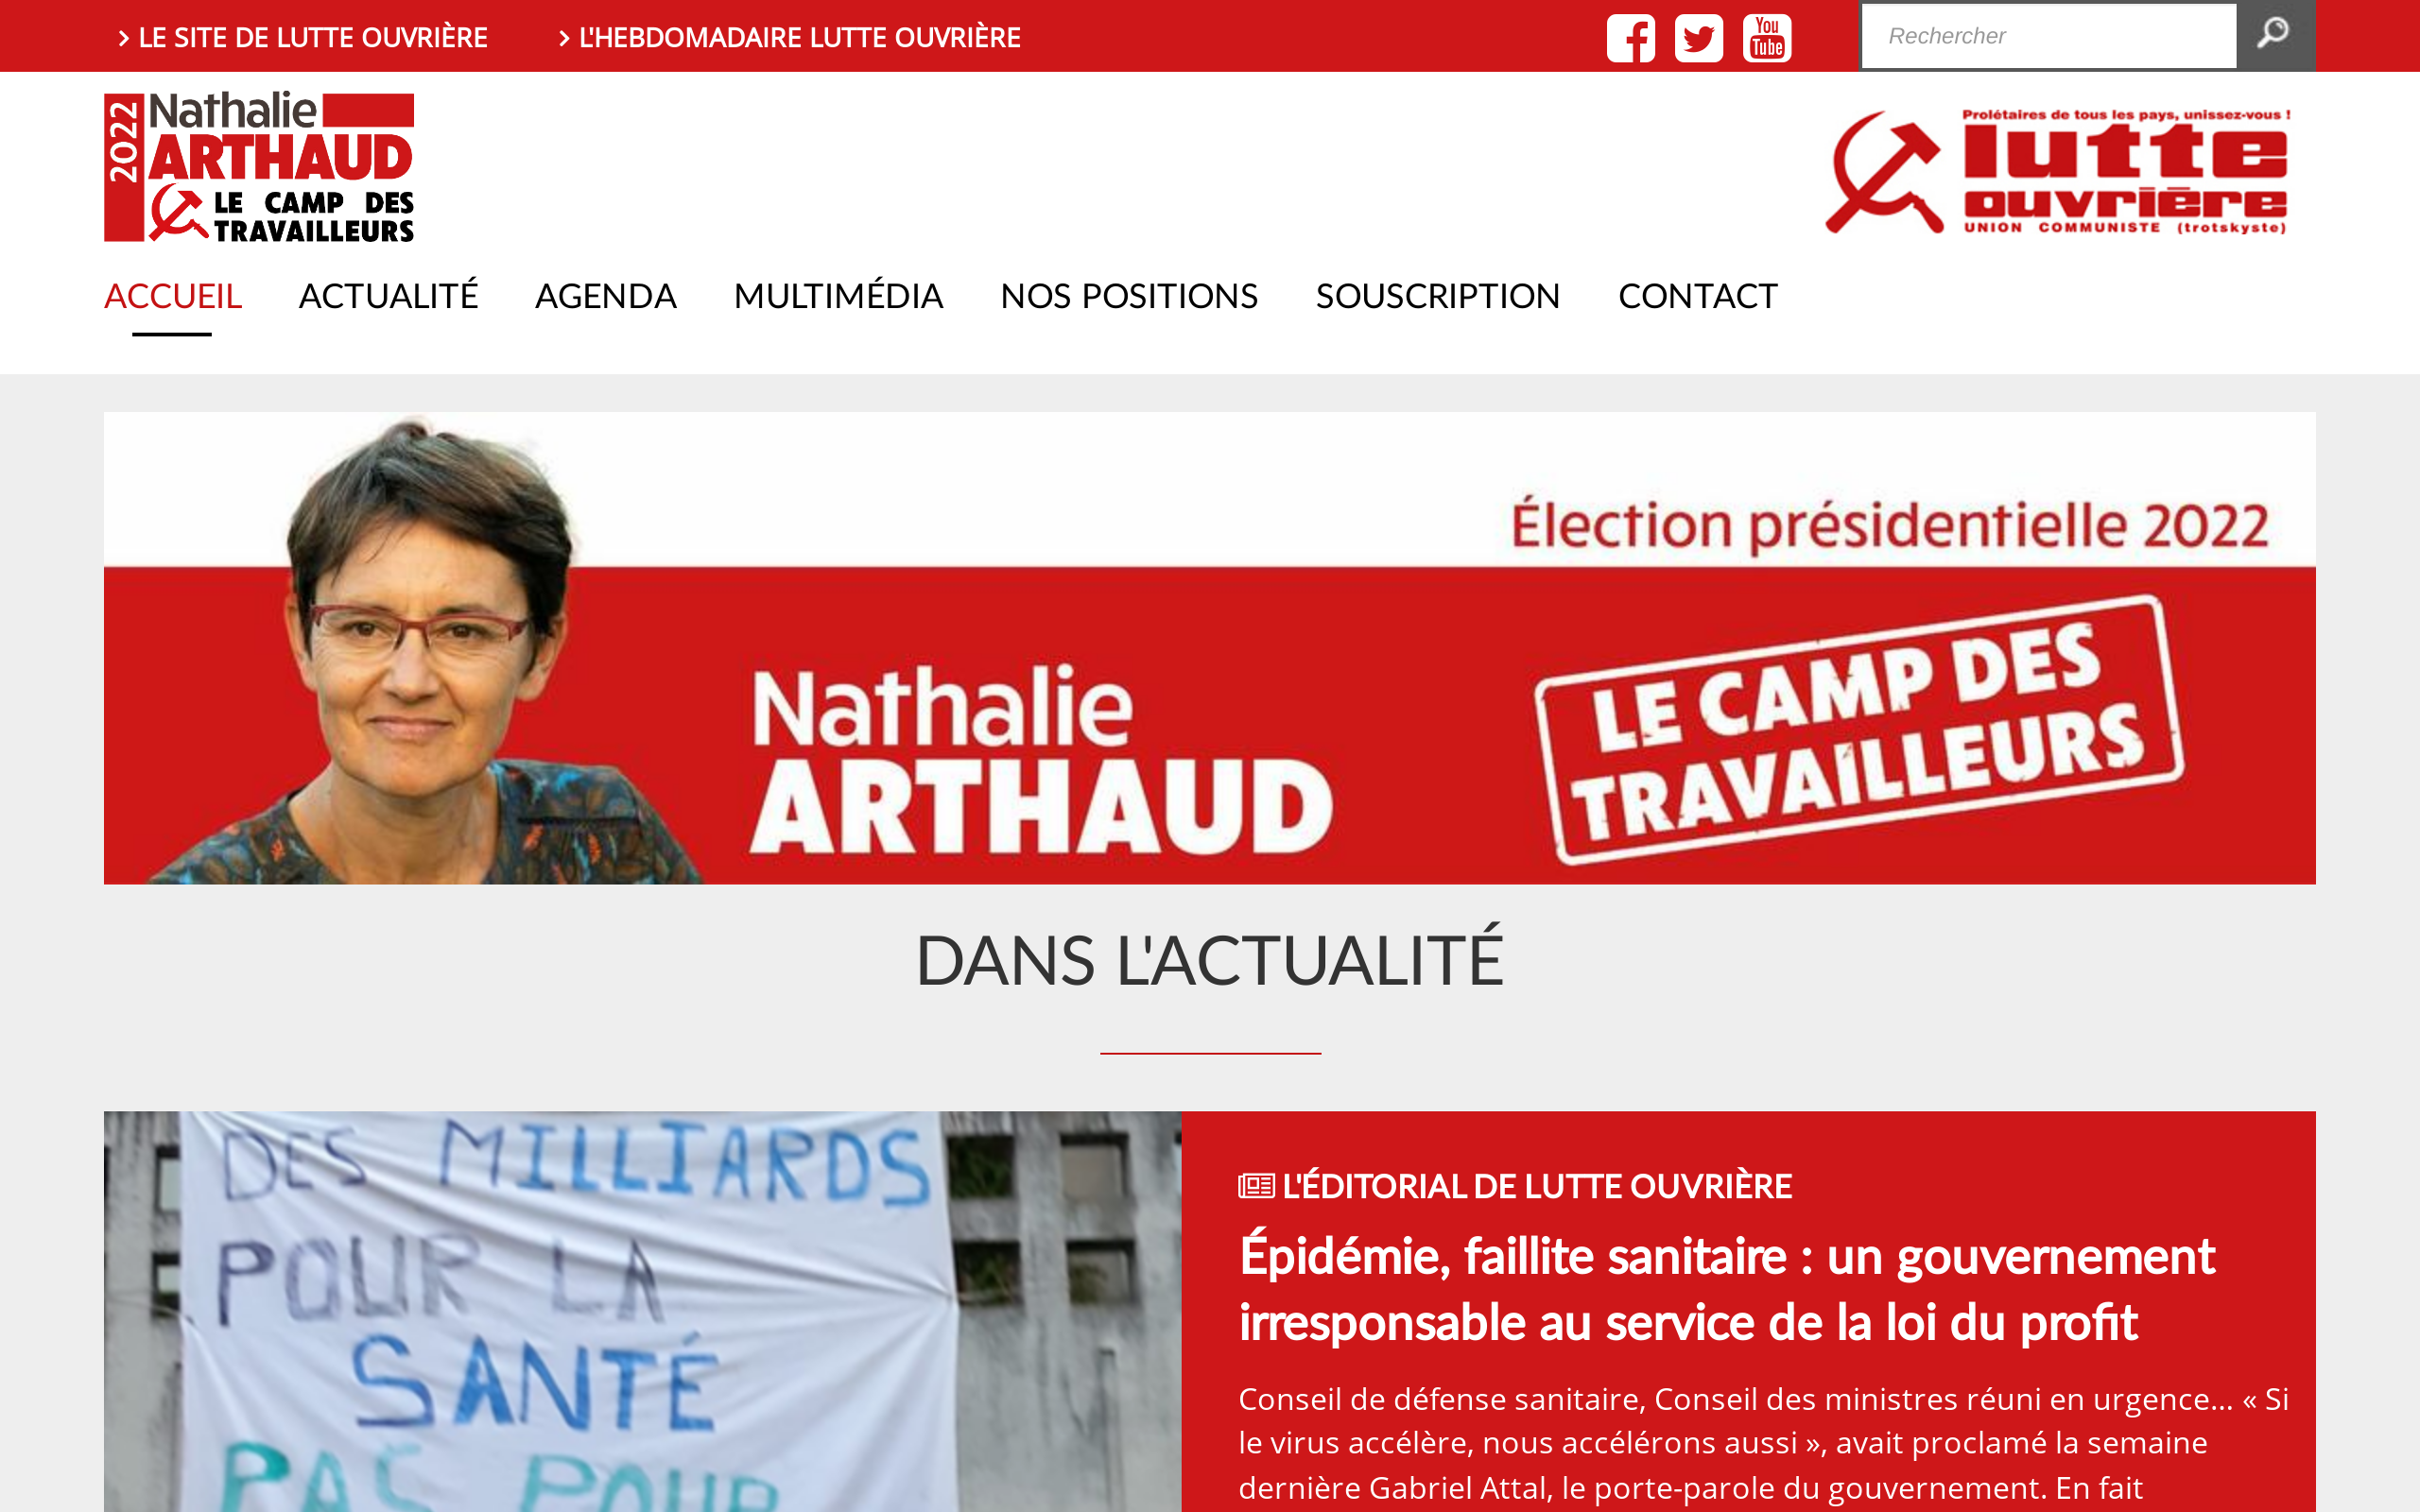 LE SITE DE LUTTE OUVRIÈRE
L'HEBDOMADAIRE LUTTE OUVRIÈRE
You
Tube
Rechercher
2022
Nathalie
ARTHAUD
LE CAMP DES
TRAVAILLEURS
Prolétaires de tous les pays, unissez-vous !
lutte
ouvrière
UNION COMMUNISTE (trotskyste)
ACCUEIL
ACTUALITÉ
AGENDA
MULTIMÉDIA
NOS POSITIONS
SOUSCRIPTION
CONTACT
Élection présidentielle 2022
Nathalie
ARTHAUD
LE CAMP DES
TRAVAILLEURS
DANS L'ACTUALITÉ
DES MILLIARDS
POUR LA
SANTÉ
PAS POUR
L'ÉDITORIAL DE LUTTE OUVRIÈRE
Épidémie, faillite sanitaire : un gouvernement
irresponsable au service de la loi du profit
Conseil de défense sanitaire, Conseil des ministres réuni en urgence... « Si
le virus accélère, nous accélérons aussi », avait proclamé la semaine
dernière Gabriel Attal, le porte-parole du gouvernement. En fait